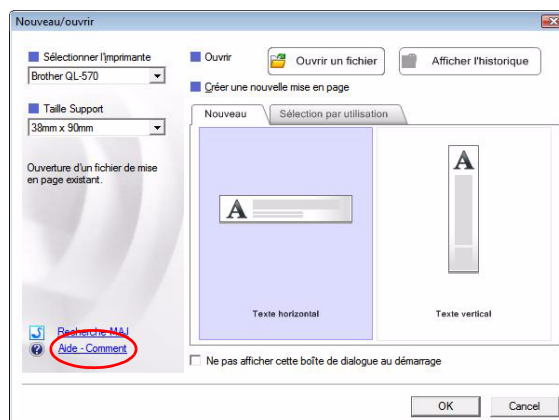 Nouveau/ouvrir
Sélectionner l'imprimante
Brother QL-570
Taille Support
38mm x 90mm
Ouverture d'un fichier de mise
en page existant.
Recherche MAJ
Aide - Comment
Ouvrir
Ouvrir un fichier
Afficher l'historique
Créer une nouvelle mise en page
Nouveau
Sélection par utilisation
A
A
Texte horizontal
Texte vertical
Ne pas afficher cette boîte de dialogue au démarrage
OK
Cancel